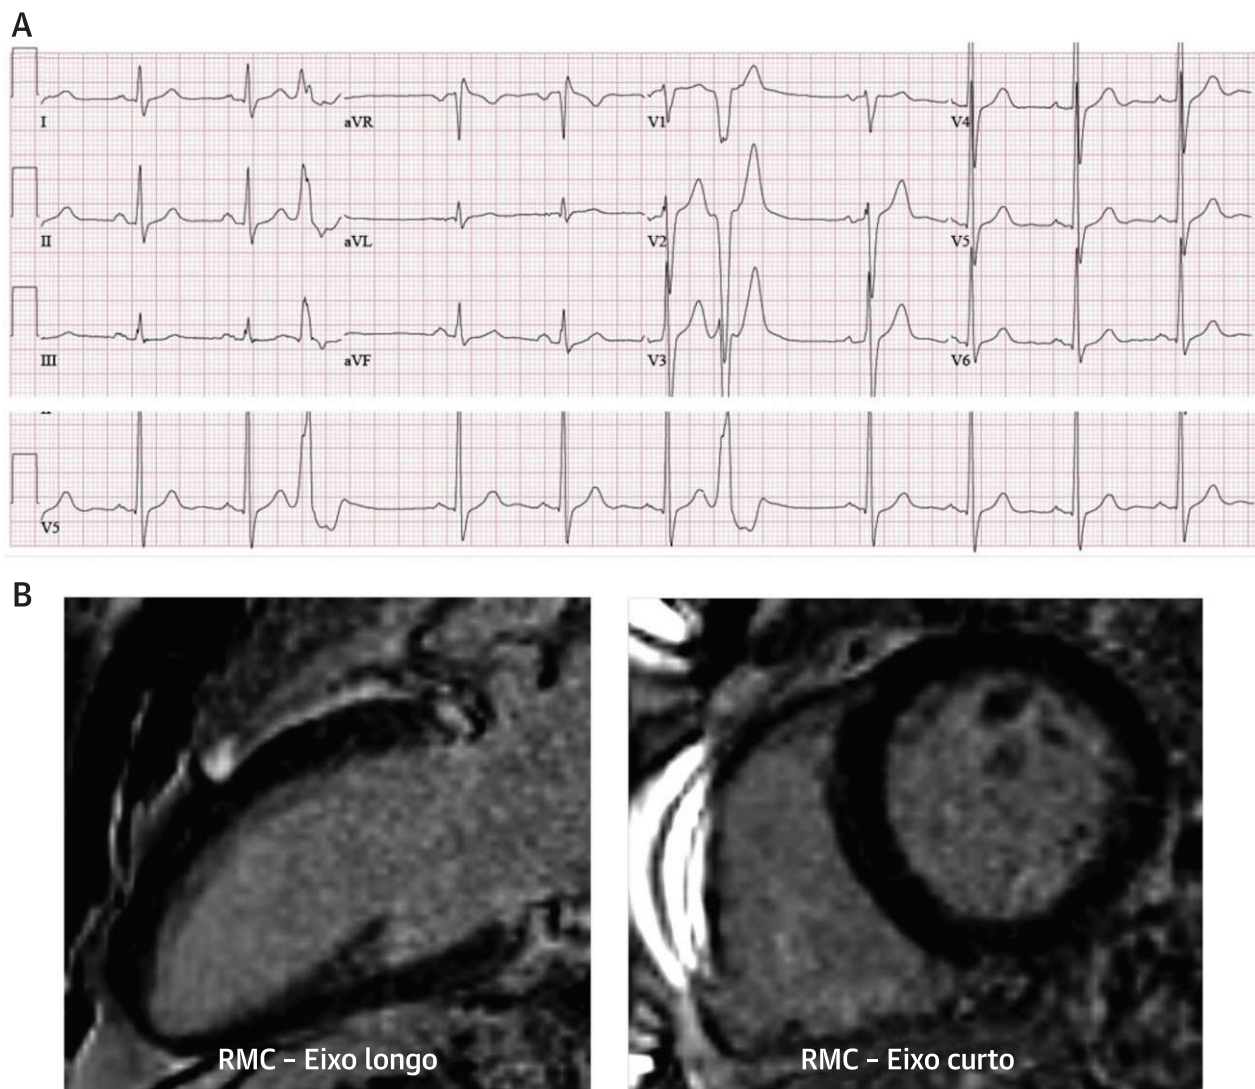 A
I
aVR
V1
V4
II
aVL
V2
V5
III
aVF
V3
V6
V5
B
RMC – Eixo longo
RMC – Eixo curto